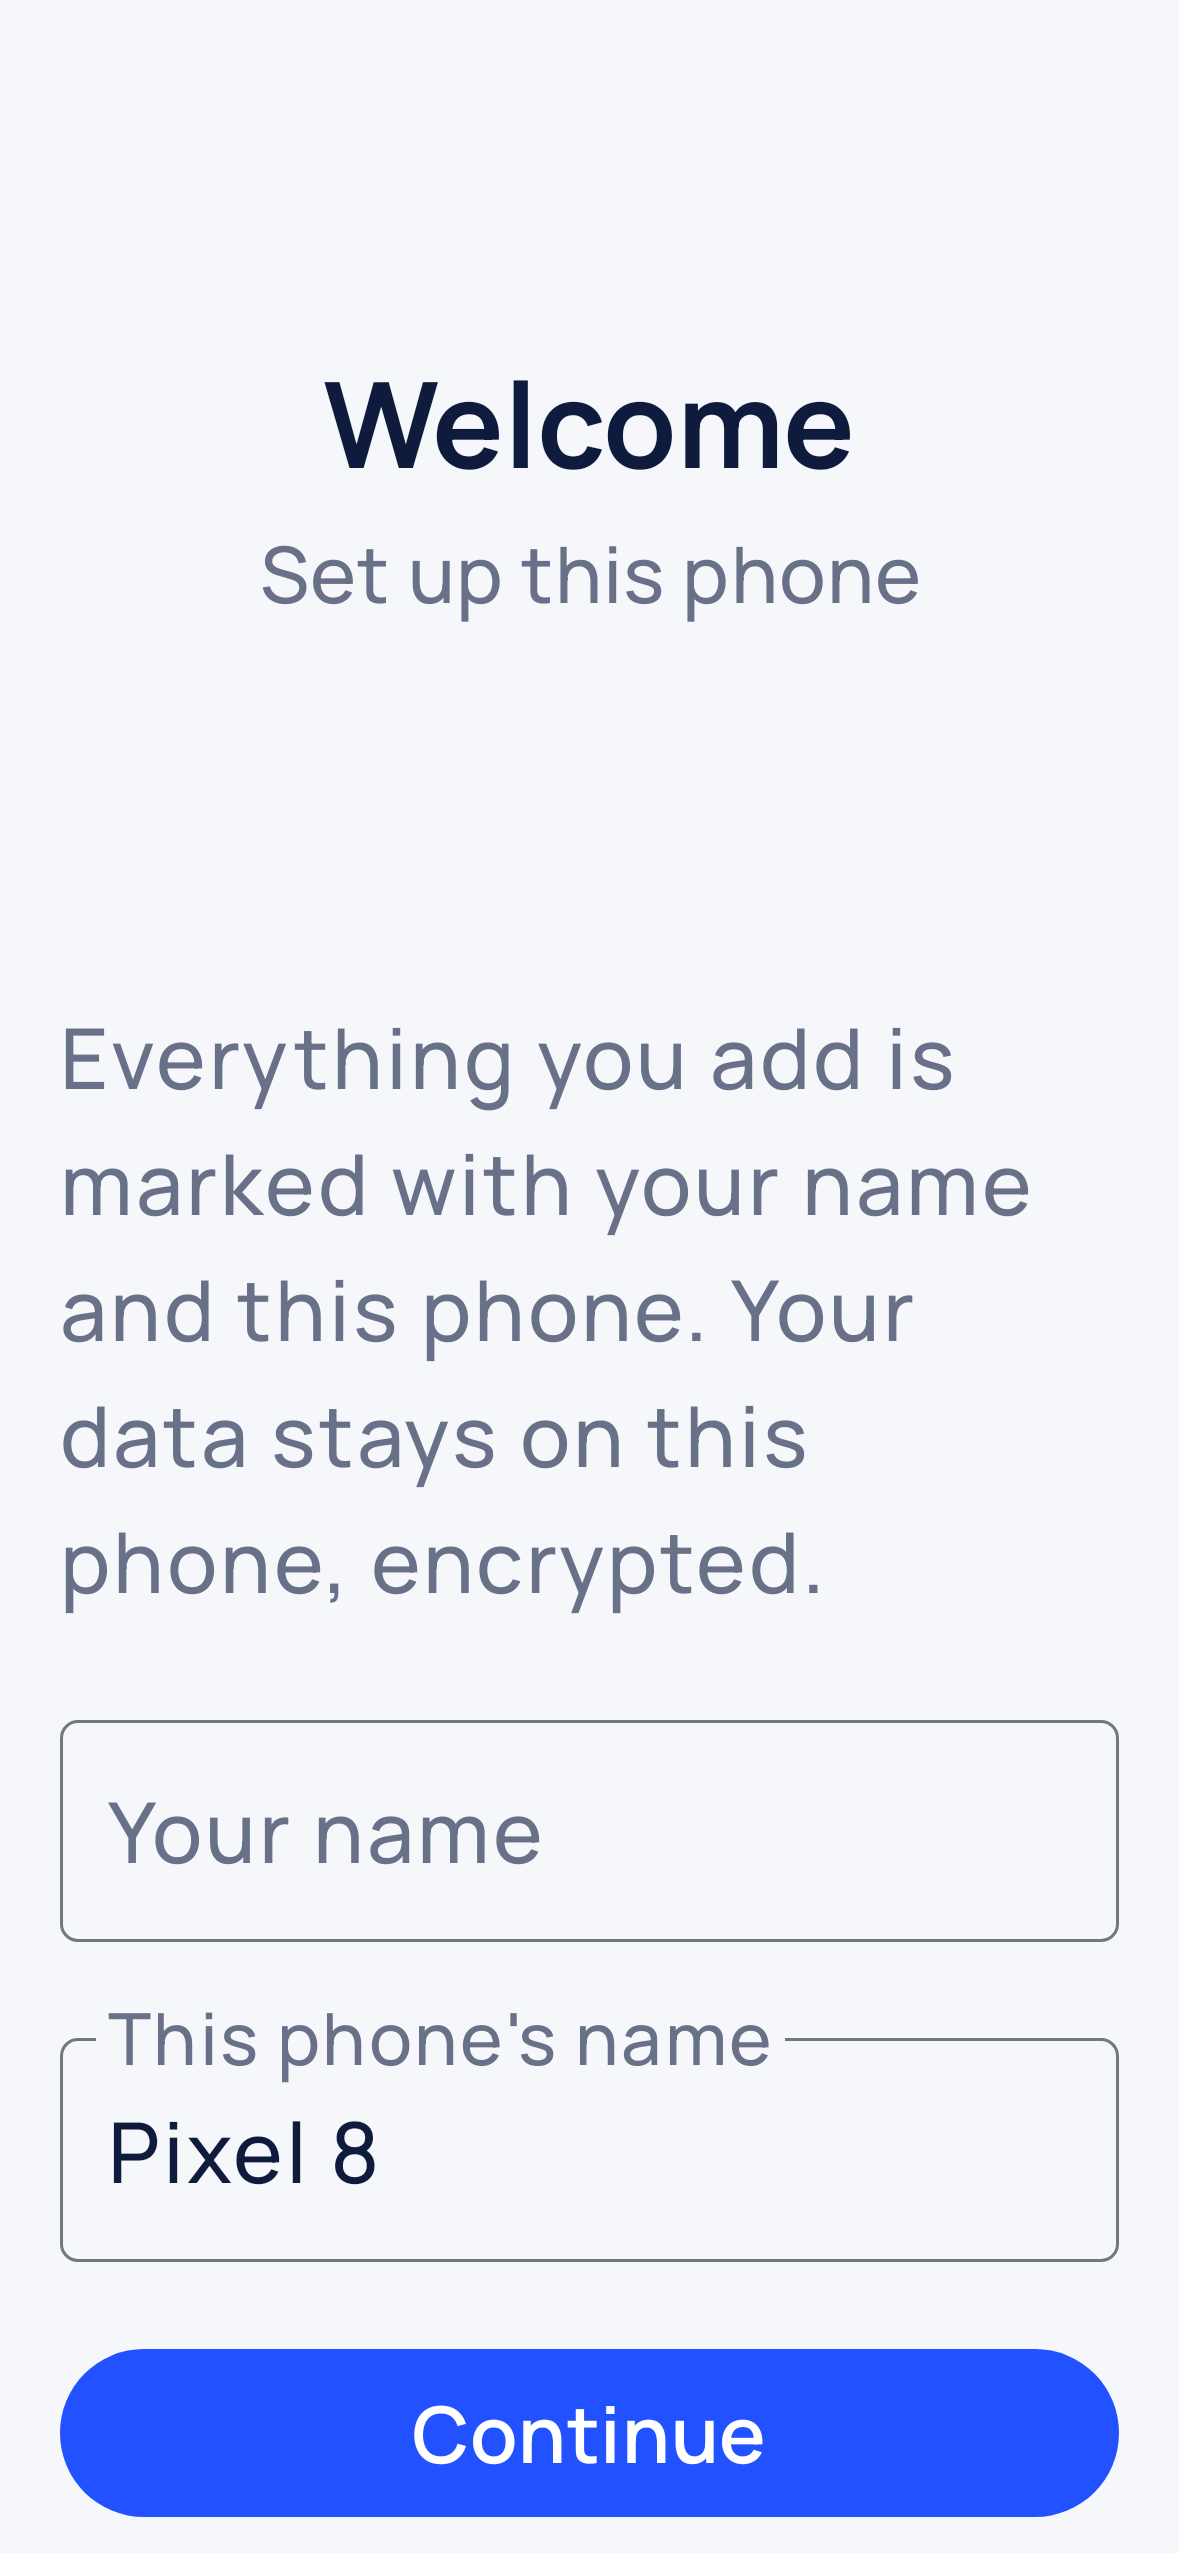 Welcome
Set up this phone
Everything you add is
marked with your name
and this phone. Your
data stays on this
phone, encrypted.
Your name
This phone's name
Pixel 8
Continue